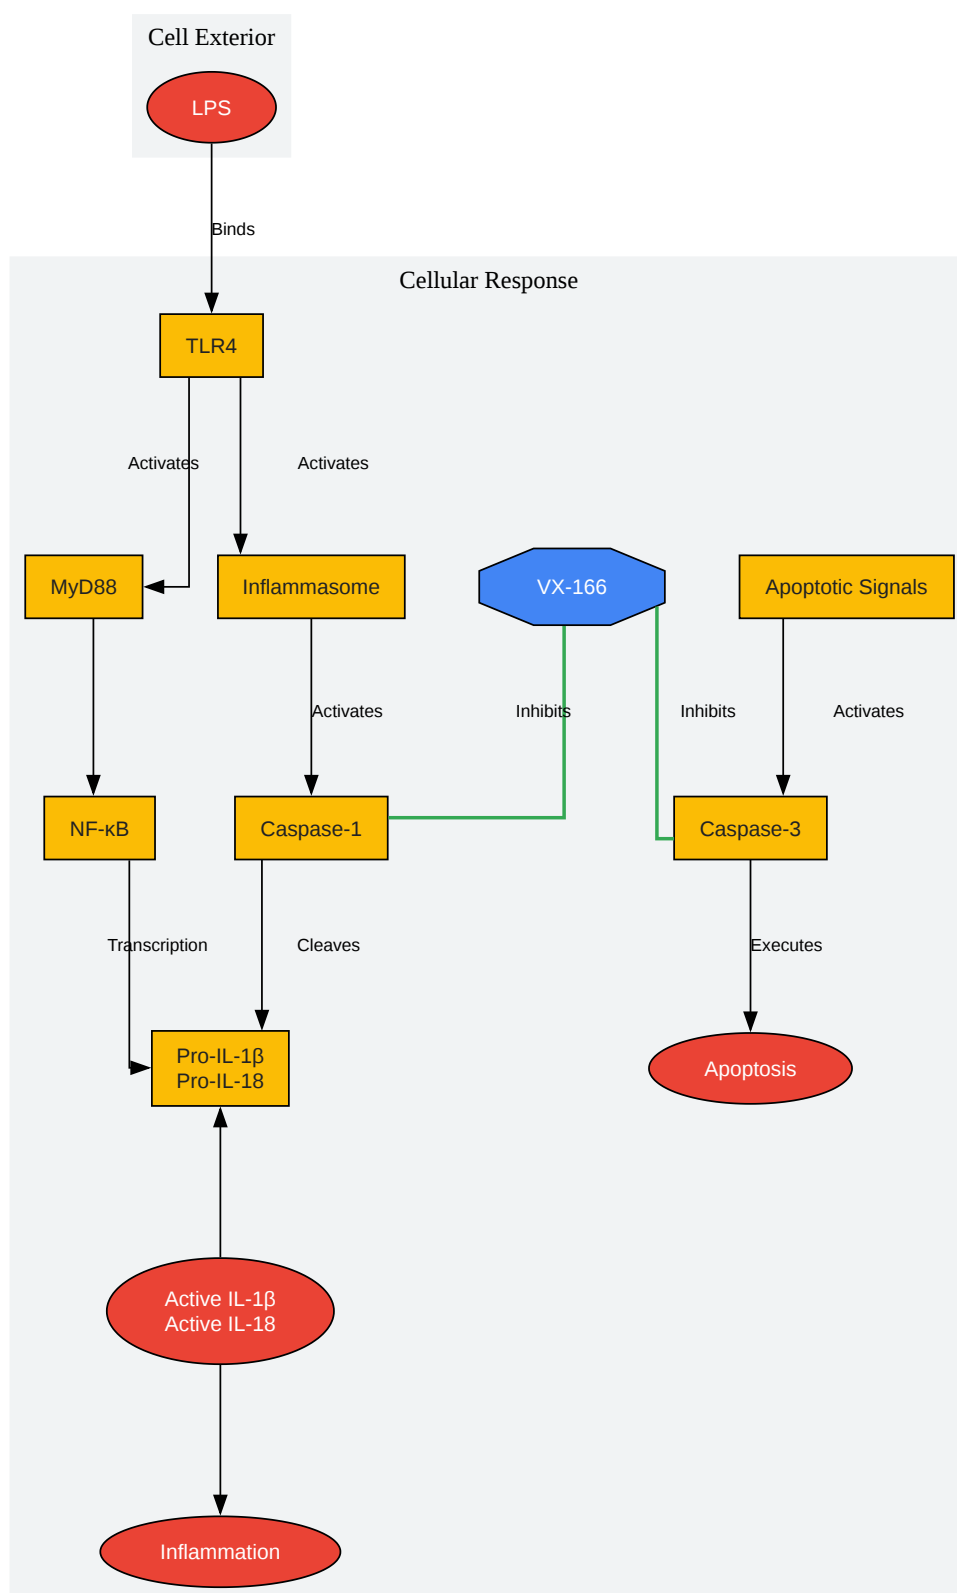 Cell Exterior
LPS
Binds
Cellular Response
TLR4
Activates
Activates
MyD88
Inflammasome
VX-166
Apoptotic Signals
Activates
Inhibits
Inhibits
Activates
NF-κB
Caspase-1
Caspase-3
Transcription
Cleaves
Executes
Pro-IL-1β
Pro-IL-18
Apoptosis
Active IL-1β
Active IL-18
Inflammation